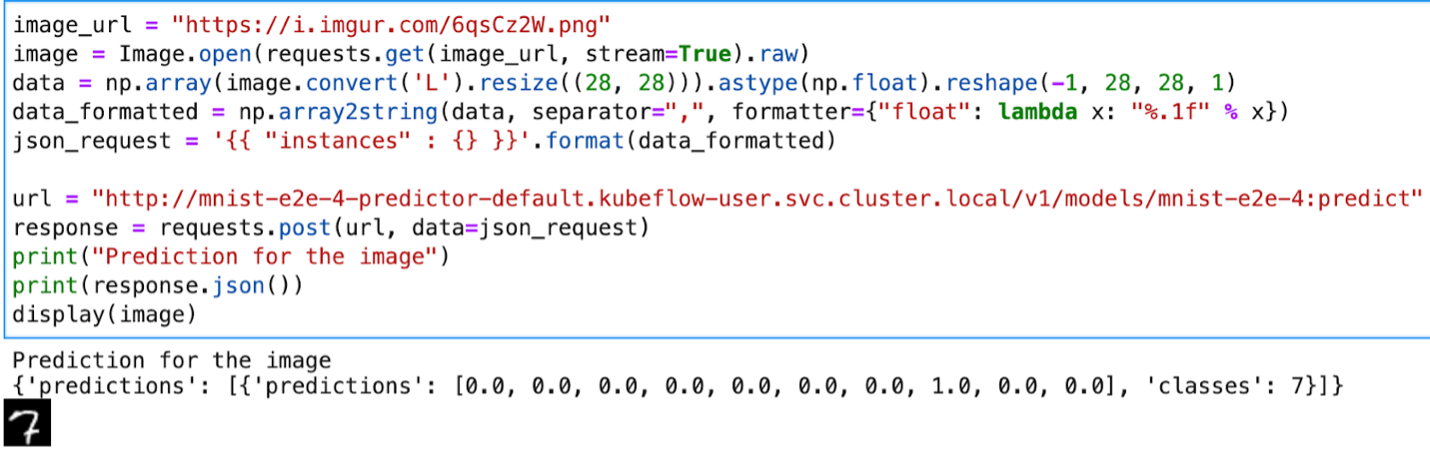 image_url = "https://i.imgur.com/6qsCz2W.png"
image = Image.open(requests.get(image_url, stream=True).raw)
data = np.array(image.convert('L').resize((28, 28))).astype(np.float).reshape(-1, 28, 28, 1)
data_formatted = np.array2string(data, separator=",", formatter={"float": lambda x: "%.1f" % x})
json_request = '{{ "instances" : {} }}'.format(data_formatted)
url = "http://mnist-e2e-4-predictor-default.kubeflow-user.svc.cluster.local/v1/models/mnist-e2e-4:predict"
response = requests.post(url, data=json_request)
print("Prediction for the image")
print(response.json())
display(image)
Prediction for the image
{'predictions': [{'predictions': [0.0, 0.0, 0.0, 0.0, 0.0, 0.0, 0.0, 1.0, 0.0, 0.0], 'classes': 7}]}
7